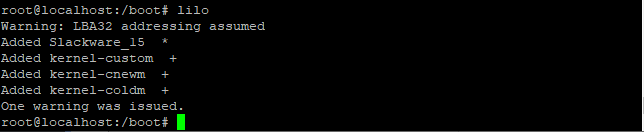 root@localhost:/boot# lilo
Warning: LBA32 addressing assumed
Added Slackware_15  *
Added kernel-custom  +
Added kernel-cnewm  +
Added kernel-coldm  +
One warning was issued.
root@localhost:/boot#